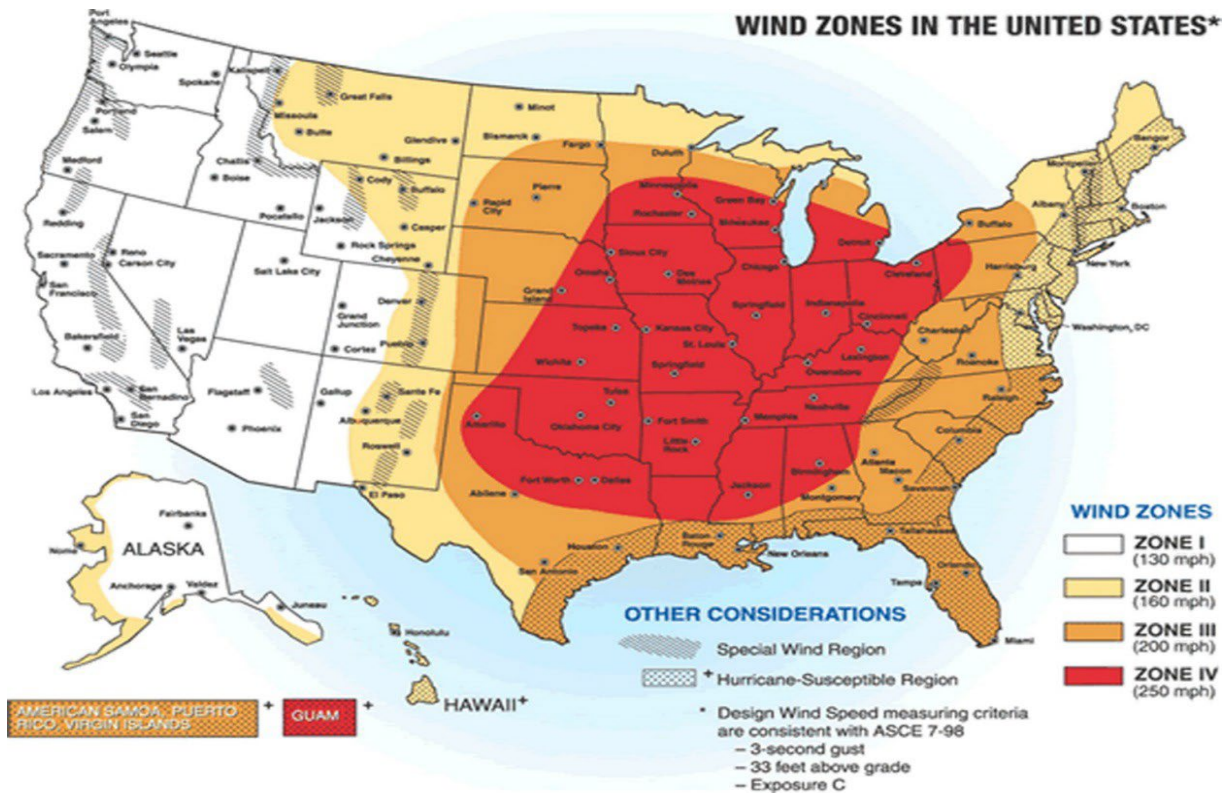 WIND ZONES IN THE UNITED STATES*
Port
Angeles
Seattle
Olympia
Spokane
Kalispell
Great Falls
Missoula
Butte
Glendive
Billings
Minot
Bismarck
Fargo
Duluth
Portland
Salem
Medford
Challis
Boise
Pocatello
Redding
Cody
Buffalo
Jackson
Casper
Rock Springs
Cheyenne
Rapid
City
Pierre
Minneapolis
Rochester
Green Bay
Milwaukee
Detroit
Chicago
Cleveland
Buffalo
Albany
Montpelier
Bangor
Boston
New York
Harrisburg
Washington, DC
Sacramento
San
Francisco
Reno
Carson City
Salt Lake City
Bakersfield
Las
Vegas
Los Angeles
San
Bernadino
San
Diego
Grand
Junction
Cortez
Denver
Pueblo
Flagstaff
Phoenix
Gallup
Santa Fe
Albuquerque
Roswell
El Paso
Sioux City
Omaha
Des
Moines
Grand
Island
Topeka
Kansas City
Wichita
Springfield
St. Louis
Springfield
Indianapolis
Cincinnati
Lexington
Owensboro
Charleston
Roanoke
Raleigh
Amarillo
Tulsa
Oklahoma City
Fort Smith
Little
Rock
Memphis
Nashville
Birmingham
Montgomery
Atlanta
Macon
Columbia
Savannah
Abilene
Fort Worth
Dallas
Jackson
San Antonio
Houston
Baton
Rouge
New Orleans
Tallahassee
Orlando
Tampa
Miami
ALASKA
Fairbanks
Nome
Anchorage
Valdez
Juneau
Honolulu
HAWAII+
AMERICAN SAMOA, PUERTO
RICO, VIRGIN ISLANDS
+
GUAM
+
OTHER CONSIDERATIONS
Special Wind Region
+ Hurricane-Susceptible Region
* Design Wind Speed measuring criteria
are consistent with ASCE 7-98
– 3-second gust
– 33 feet above grade
– Exposure C
WIND ZONES
ZONE I
(130 mph)
ZONE II
(160 mph)
ZONE III
(200 mph)
ZONE IV
(250 mph)